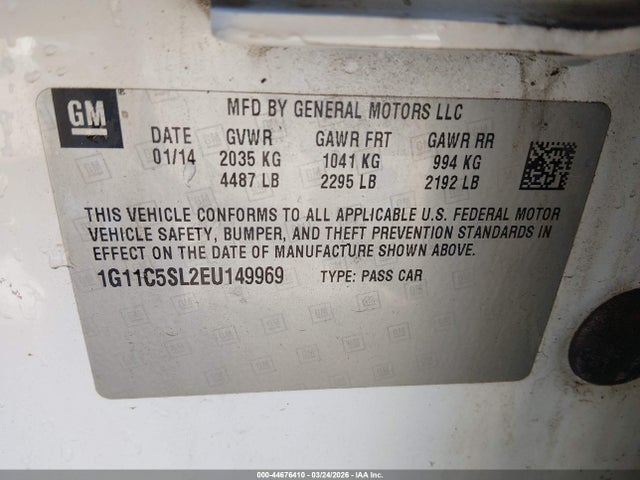 GM
MFD BY GENERAL MOTORS LLC
DATE GVWR GAWR FRT GAWR RR
01/14 2035 KG 1041 KG 994 KG
4487 LB 2295 LB 2192 LB
THIS VEHICLE CONFORMS TO ALL APPLICABLE U.S. FEDERAL MOTOR
VEHICLE SAFETY, BUMPER, AND THEFT PREVENTION STANDARDS
IN EFFECT ON THE DATE OF MANUFACTURE SHOWN ABOVE.
1G11C5SL2EU149969 TYPE: PASS CAR
000-44676410 | 03/24/2026 | IAAI.COM